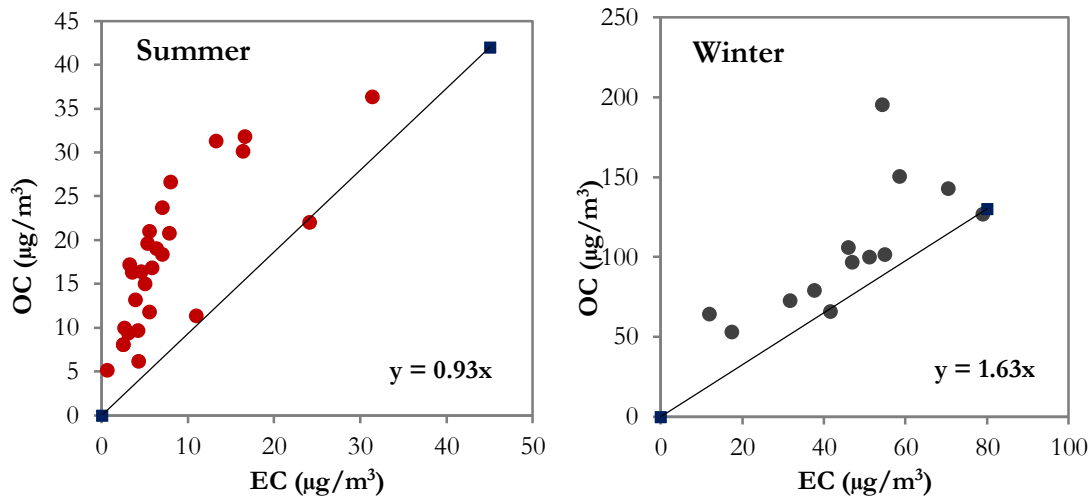 Summer
45
40
35
30
25
20
15
10
5
0
OC (µg/m³)
y = 0.93x
0 10 20 30 40 50
EC (µg/m³)
Winter
250
200
150
100
50
0
OC (µg/m³)
y = 1.63x
0 20 40 60 80 100
EC (µg/m³)